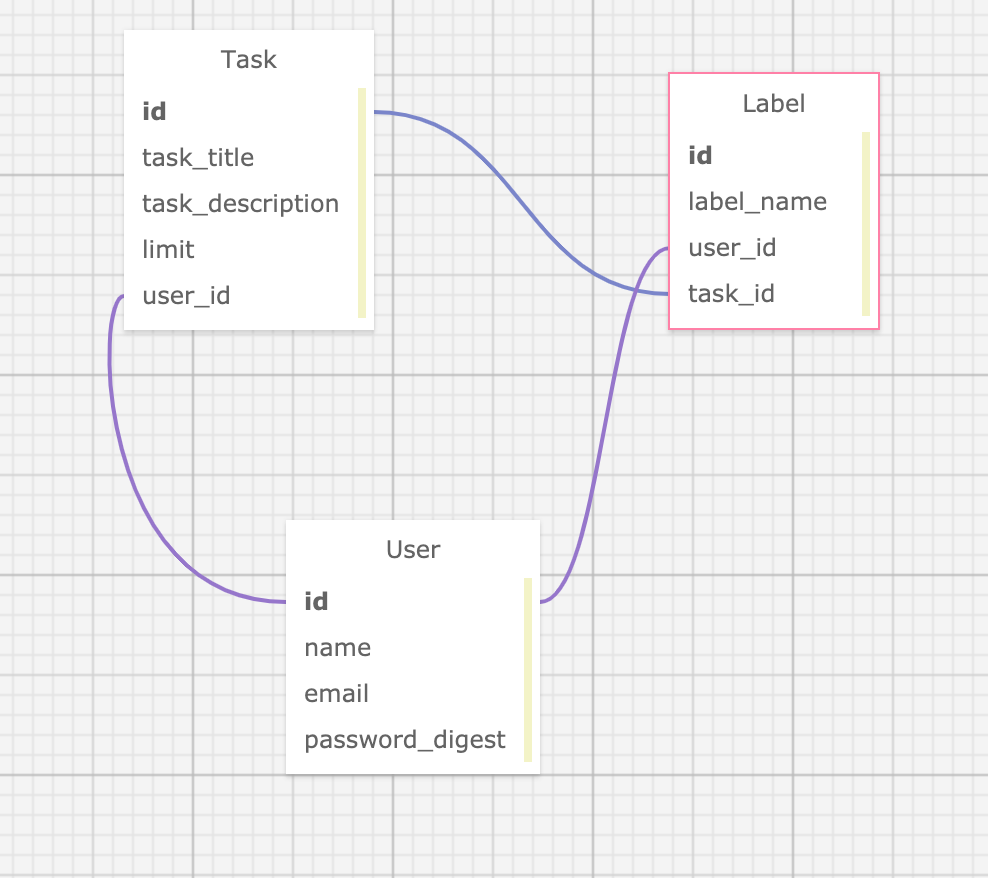 Task
id
task_title
task_description
limit
user_id
Label
id
label_name
user_id
task_id
User
id
name
email
password_digest